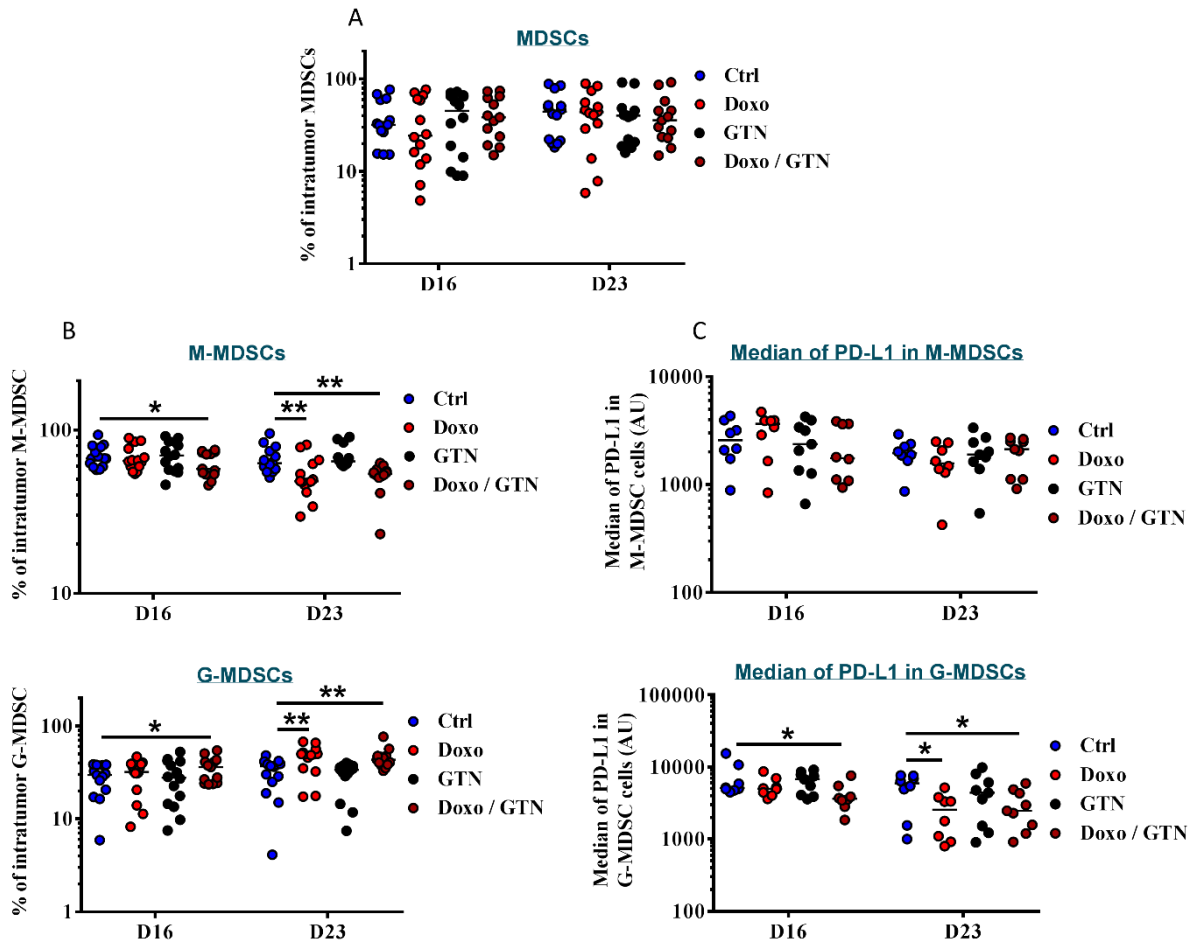 A
MDSCs
% of intratumor MDSCs
100
10
1
D16
D23
Ctrl
Doxo
GTN
Doxo / GTN
B
M-MDSCs
% of intratumor M-MDSC
100
10
*
**
**
D16
D23
Ctrl
Doxo
GTN
Doxo / GTN
G-MDSCs
% of intratumor G-MDSC
100
10
1
*
**
**
D16
D23
Ctrl
Doxo
GTN
Doxo / GTN
C
Median of PD-L1 in M-MDSCs
Median of PD-L1 in
M-MDSC cells (AU)
10000
1000
100
D16
D23
Ctrl
Doxo
GTN
Doxo / GTN
Median of PD-L1 in G-MDSCs
Median of PD-L1 in
G-MDSC cells (AU)
100000
10000
1000
100
*
*
*
D16
D23
Ctrl
Doxo
GTN
Doxo / GTN